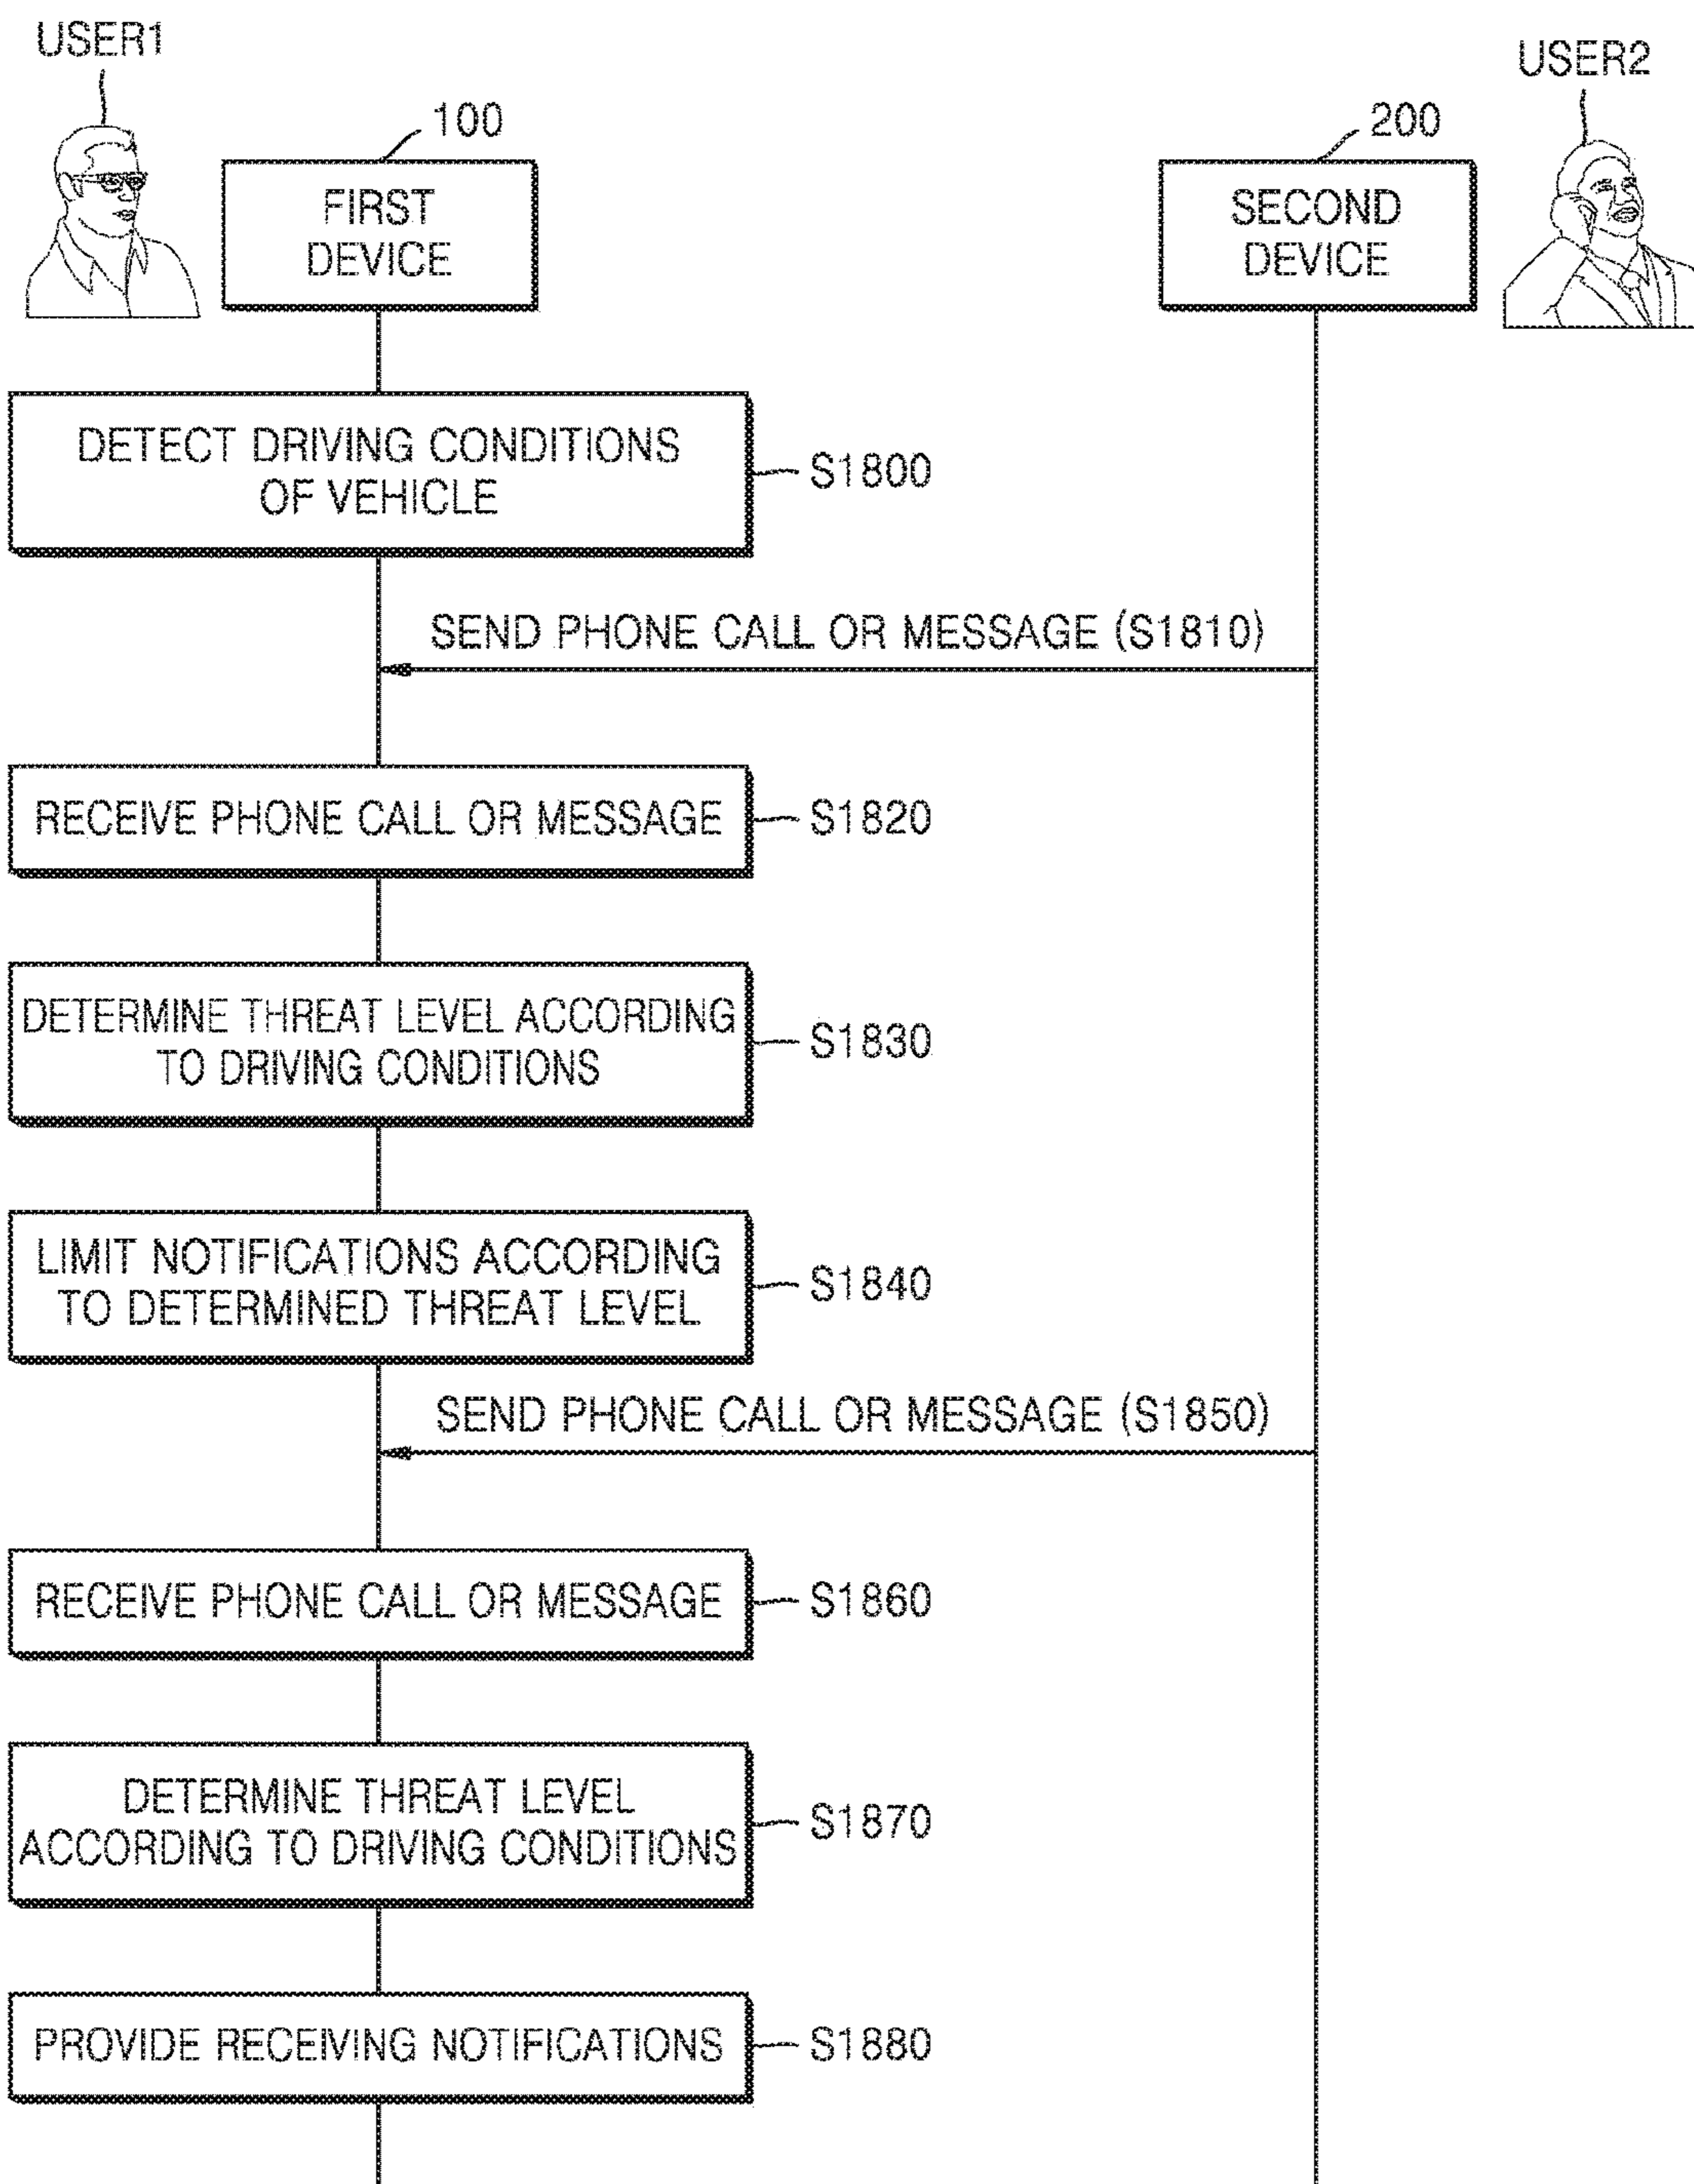 USER1
USER2
100
200
FIRST
DEVICE
SECOND
DEVICE
DETECT DRIVING CONDITIONS
OF VEHICLE
S1800
SEND PHONE CALL OR MESSAGE (S1810)
RECEIVE PHONE CALL OR MESSAGE
S1820
DETERMINE THREAT LEVEL ACCORDING
TO DRIVING CONDITIONS
S1830
LIMIT NOTIFICATIONS ACCORDING
TO DETERMINED THREAT LEVEL
S1840
SEND PHONE CALL OR MESSAGE (S1850)
RECEIVE PHONE CALL OR MESSAGE
S1860
DETERMINE THREAT LEVEL
ACCORDING TO DRIVING CONDITIONS
S1870
PROVIDE RECEIVING NOTIFICATIONS
S1880